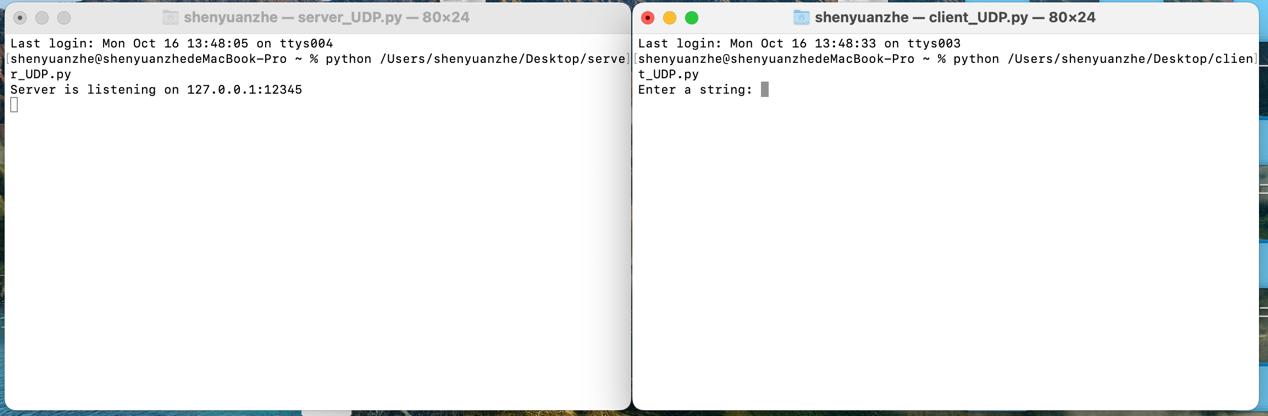 shenyuanzhe — server_UDP.py — 80×24
Last login: Mon Oct 16 13:48:05 on ttys004
[shenyuanzhe@shenyuanzhedeMacBook-Pro ~ % python /Users/shenyuanzhe/Desktop/serve]
r_UDP.py
Server is listening on 127.0.0.1:12345
shenyuanzhe — client_UDP.py — 80×24
Last login: Mon Oct 16 13:48:33 on ttys003
[shenyuanzhe@shenyuanzhedeMacBook-Pro ~ % python /Users/shenyuanzhe/Desktop/clien]
t_UDP.py
Enter a string: